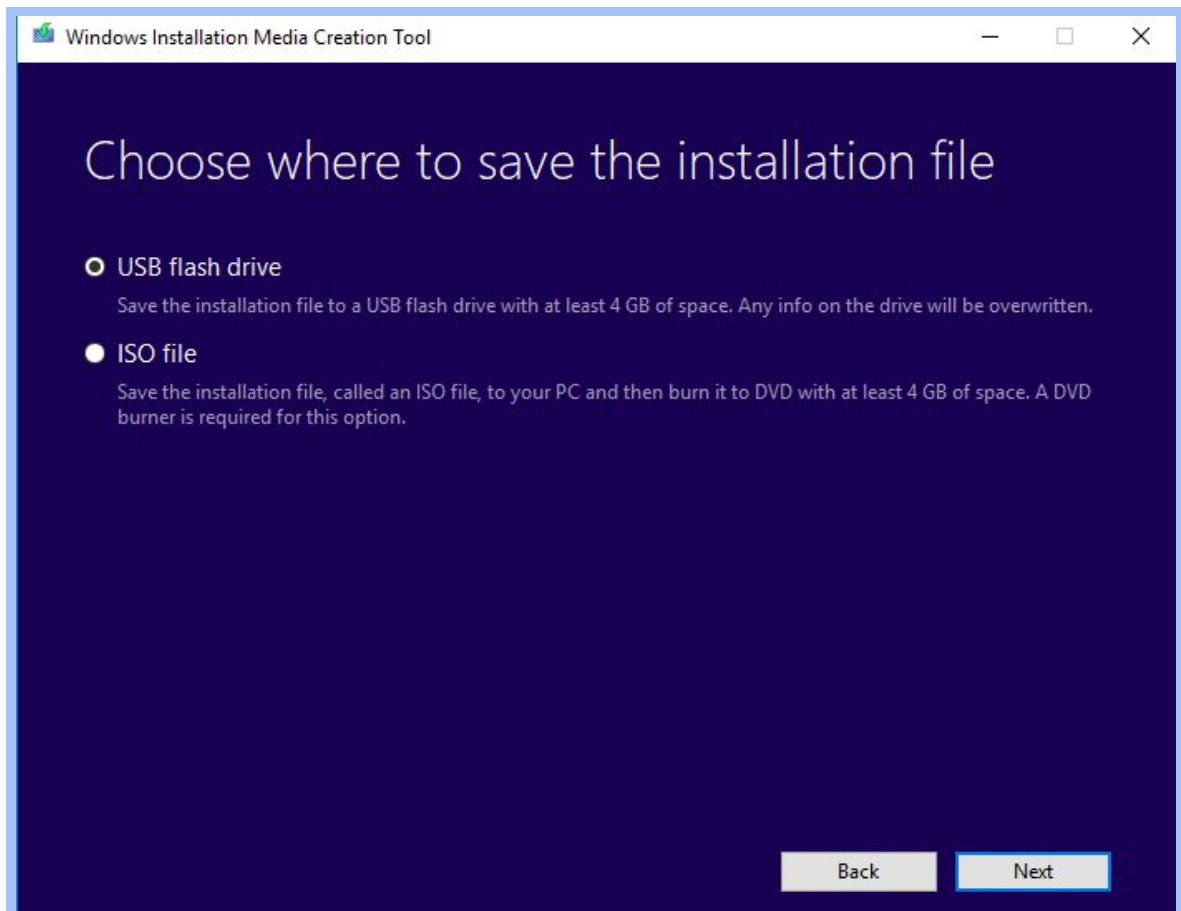 Windows Installation Media Creation Tool
Choose where to save the installation file
USB flash drive
Save the installation file to a USB flash drive with at least 4 GB of space. Any info on the drive will be overwritten.
ISO file
Save the installation file, called an ISO file, to your PC and then burn it to DVD with at least 4 GB of space. A DVD
burner is required for this option.
Back Next